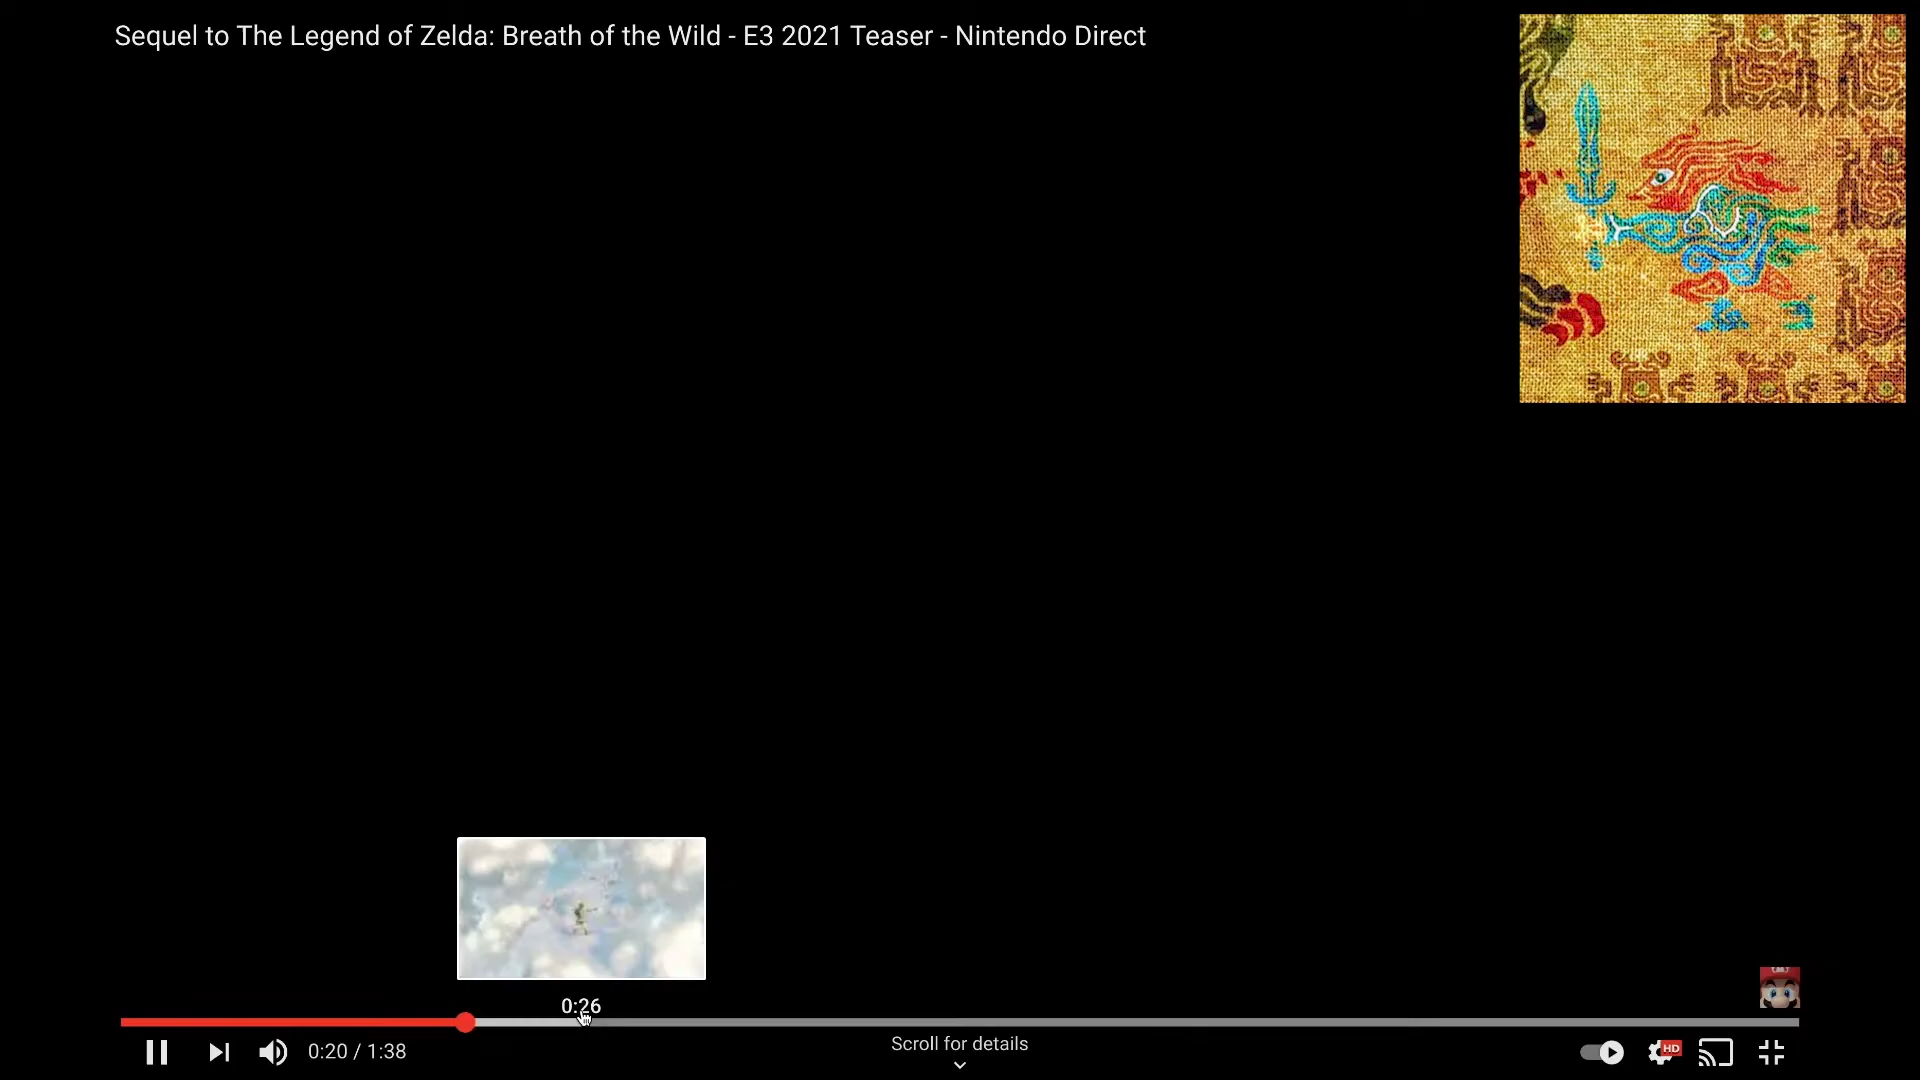 Sequel to The Legend of Zelda: Breath of the Wild - E3 2021 Teaser - Nintendo Direct
0:26
0:20 / 1:38
Scroll for details
HD